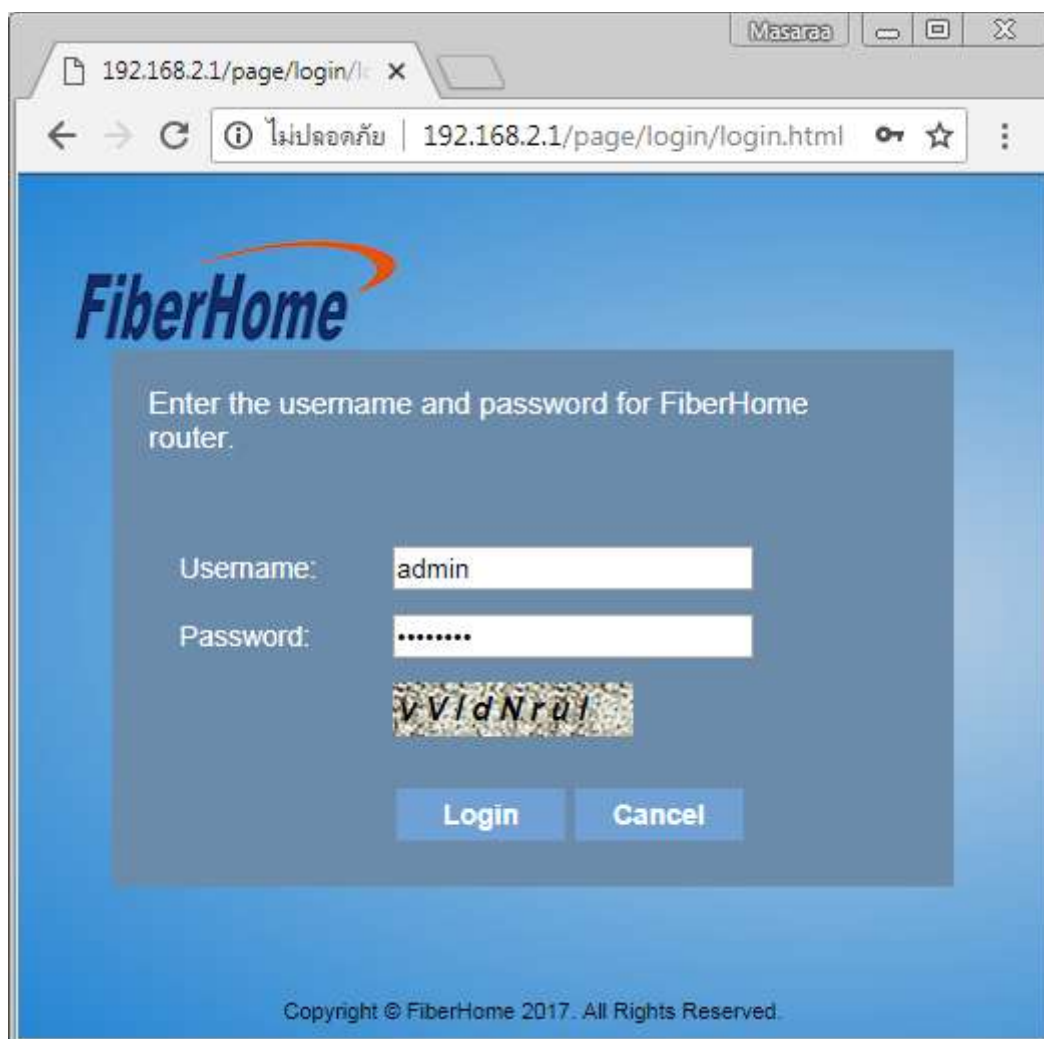 Masaraa
192.168.2.1/page/login/l
ไม่ปลอดภัย | 192.168.2.1/page/login/login.html
FiberHome
Enter the username and password for FiberHome
router.
Username: admin
Password: ••••••••
vVldNrul
Login Cancel
Copyright © FiberHome 2017. All Rights Reserved.